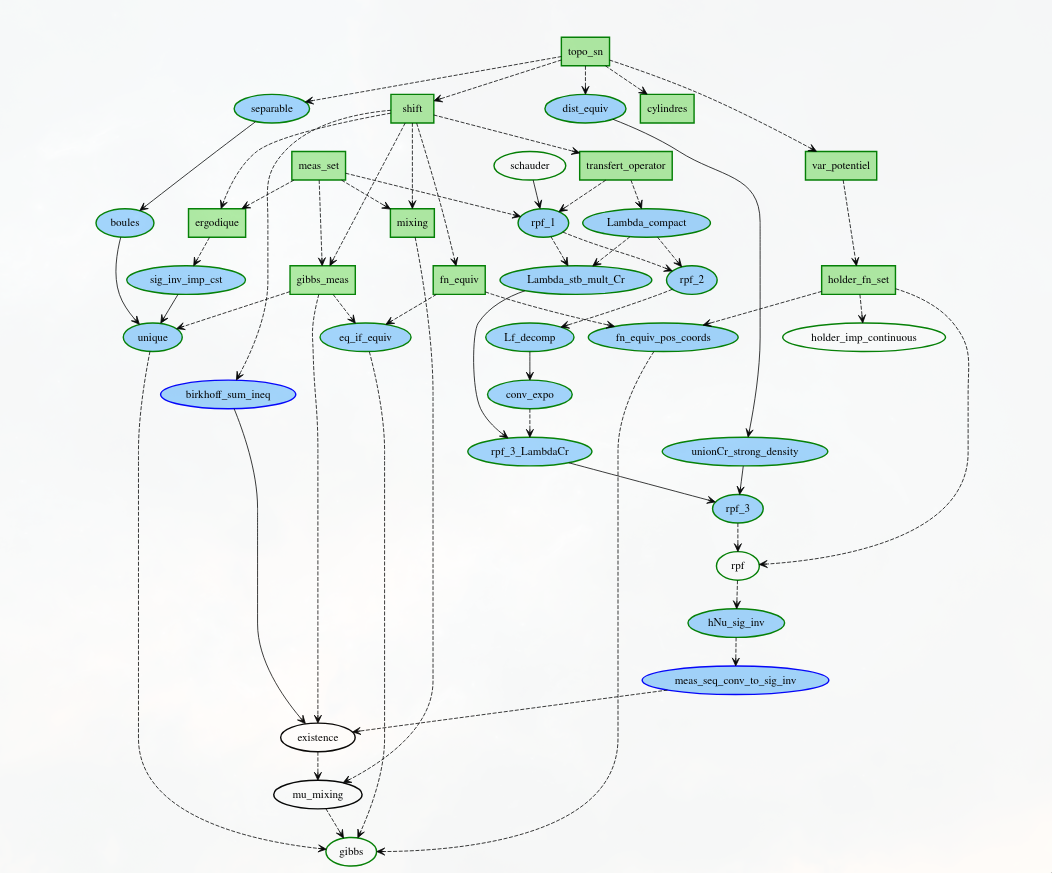 topo_sn
separable
shift
dist_equiv
cylindres
meas_set
schauder
transfert_operator
var_potentiel
boules
ergodique
mixing
rpf_1
Lambda_compact
sig_inv_imp_cst
gibbs_meas
fn_equiv
Lambda_stb_mult_Cr
rpf_2
holder_fn_set
unique
eq_if_equiv
Lf_decomp
fn_equiv_pos_coords
holder_imp_continuous
birkhoff_sum_ineq
conv_expo
rpf_3_LambdaCr
unionCr_strong_density
rpf_3
rpf
hNu_sig_inv
meas_seq_conv_to_sig_inv
existence
mu_mixing
gibbs